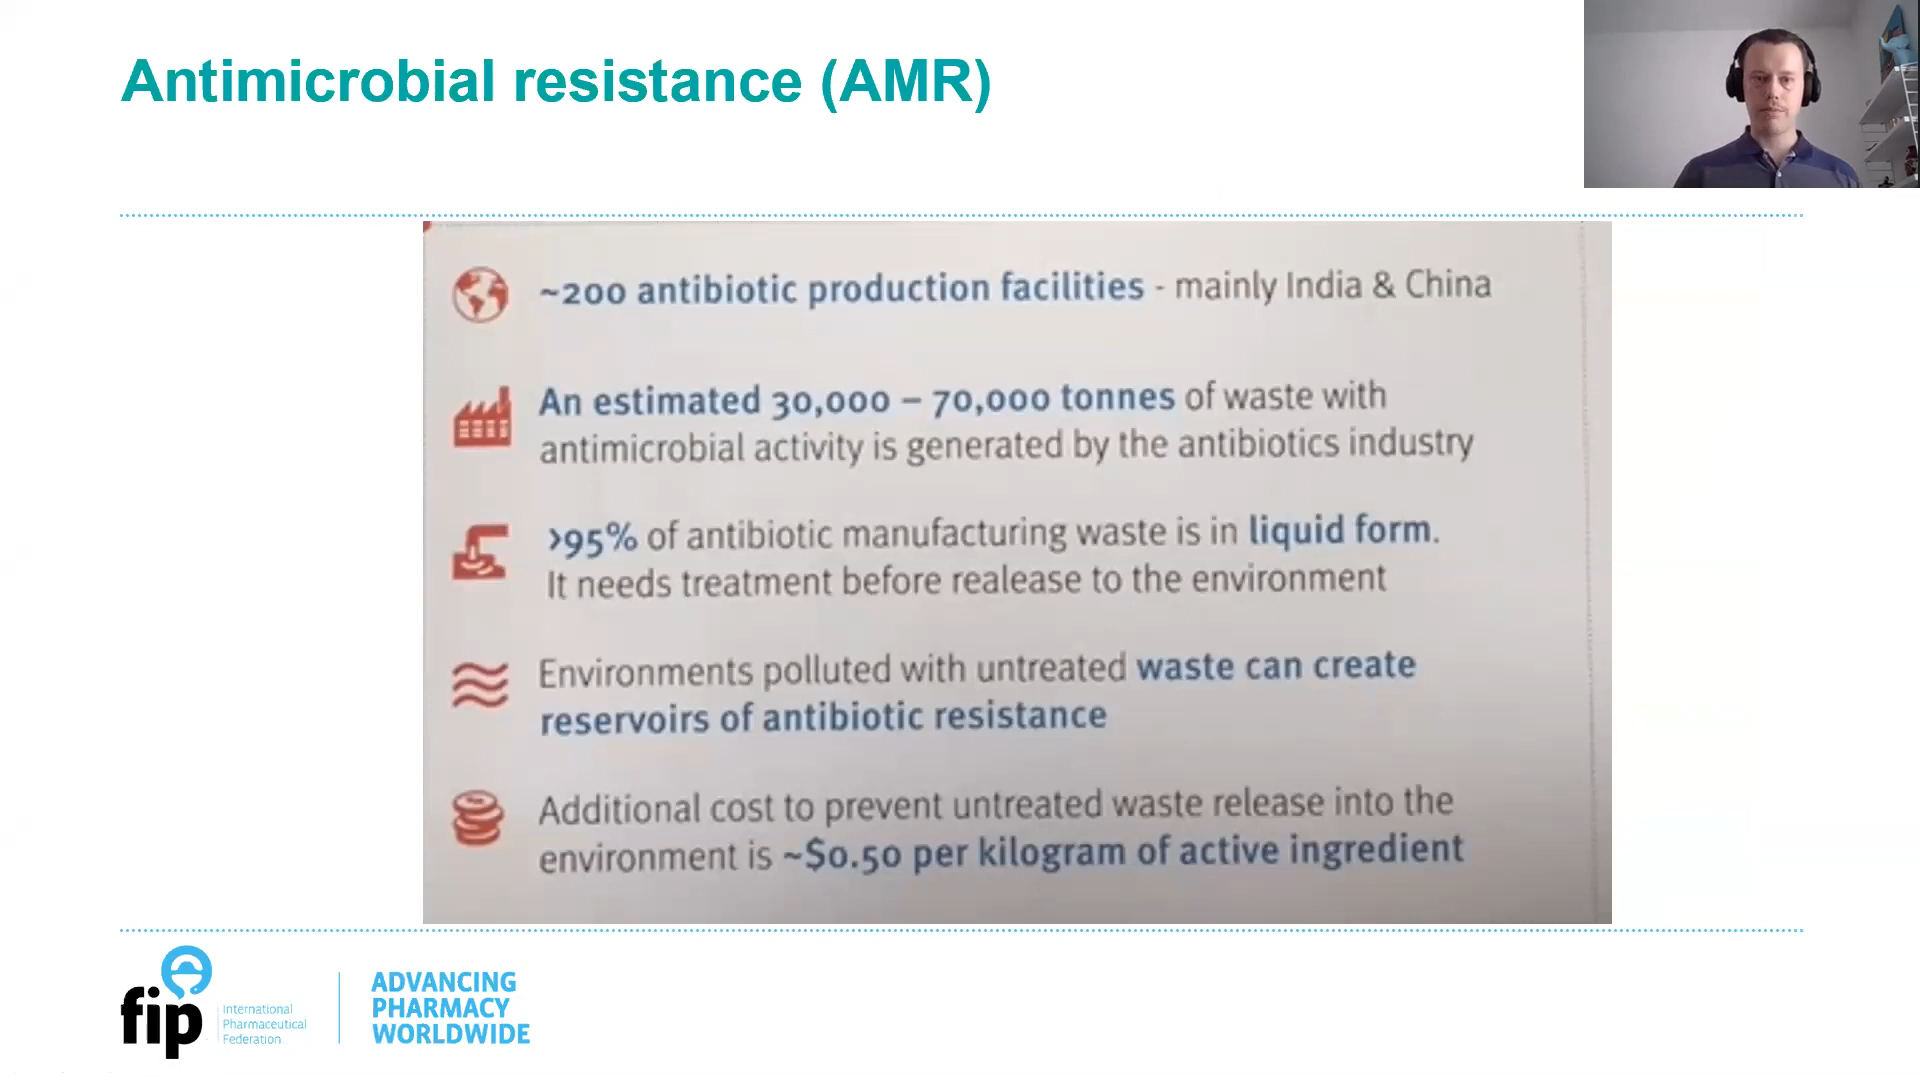 Antimicrobial resistance (AMR)
~200 antibiotic production facilities - mainly India & China
An estimated 30,000 – 70,000 tonnes of waste with
antimicrobial activity is generated by the antibiotics industry
>95% of antibiotic manufacturing waste is in liquid form.
It needs treatment before realease to the environment
Environments polluted with untreated waste can create
reservoirs of antibiotic resistance
Additional cost to prevent untreated waste release into the
environment is ~$0.50 per kilogram of active ingredient
fip
International
Pharmaceutical
Federation
ADVANCING
PHARMACY
WORLDWIDE